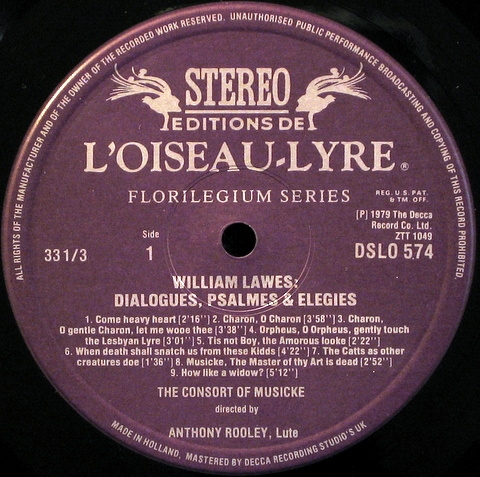 ALL RIGHTS OF THE MANUFACTURER AND OF THE OWNER OF THE RECORDED WORK RESERVED. UNAUTHORISED PUBLIC PERFORMANCE BROADCASTING AND COPYING OF THIS RECORD PROHIBITED.
STEREO
EDITIONS DE
L'OISEAU-LYRE®
FLORILEGIUM SERIES
REG. U.S. PAT.
& TM. OFF.
[P] 1979 The Decca
Record Co. Ltd.
ZTT 1049
33 1/3
Side
1
DSLO 574
WILLIAM LAWES:
DIALOGUES, PSALMES & ELEGIES
1. Come heavy heart [2'16''] 2. Charon, O Charon [3'58''] 3. Charon,
O gentle Charon, let me wooe thee [3'38''] 4. Orpheus, O Orpheus, gently touch
the Lesbyan Lyre [3'01''] 5. Tis not Boy, the Amorous looke [2'22'']
6. When death shall snatch us from these Kidds [4'22''] 7. The Catts as other
creatures doe [1'36''] 8. Musicke, The Master of thy Art is dead [2'52'']
9. How like a widow? [5'12'']
THE CONSORT OF MUSICKE
directed by
ANTHONY ROOLEY, Lute
MADE IN HOLLAND, MASTERED BY DECCA RECORDING STUDIO'S UK